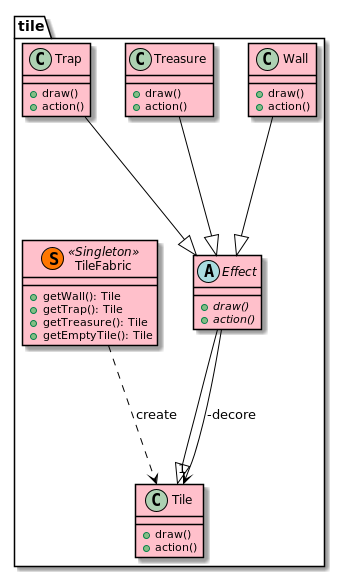 tile
C Trap
draw()
action()
C Treasure
draw()
action()
C Wall
draw()
action()
S «Singleton»
TileFabric
getWall(): Tile
getTrap(): Tile
getTreasure(): Tile
getEmptyTile(): Tile
A Effect
draw()
action()
create
-decore
1
C Tile
draw()
action()